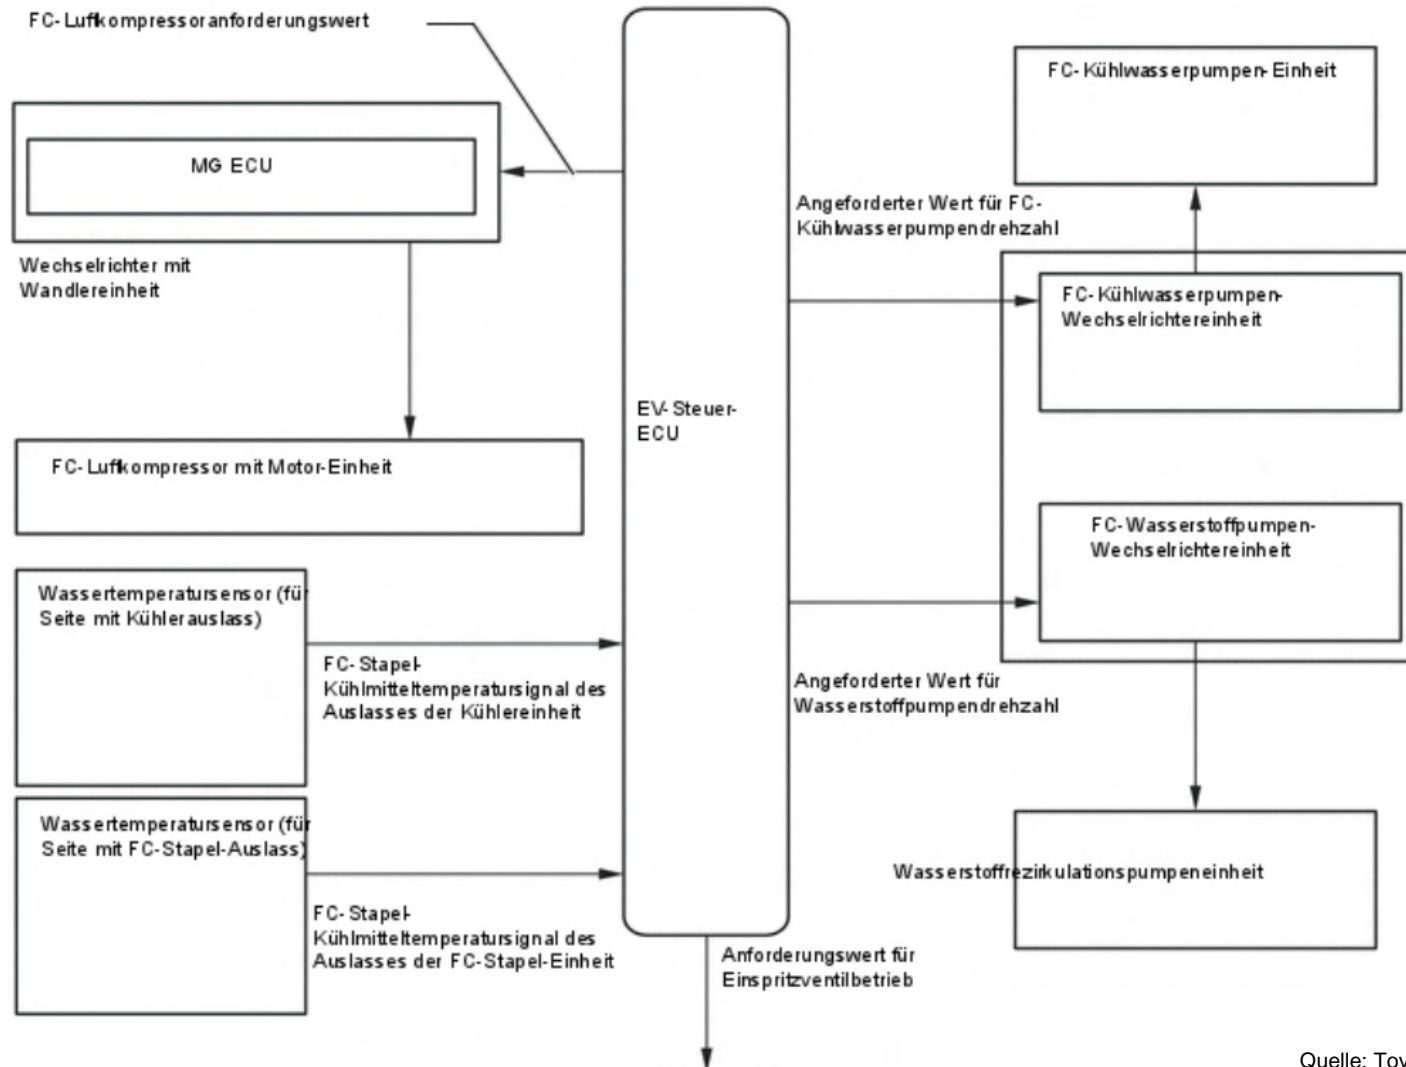 FC-Luftkompressoranforderungswert
MG ECU
Wechselrichter mit
Wandlereinheit
FC-Luftkompressor mit Motor-Einheit
Wassertemperatursensor (für
Seite mit Kühlerauslass)
FC-Stapel-
Kühlmitteltemperatursignal des
Auslasses der Kühlereinheit
Wassertemperatursensor (für
Seite mit FC-Stapel-Auslass)
FC-Stapel-
Kühlmitteltemperatursignal des
Auslasses der FC-Stapel-Einheit
EV-Steuer-
ECU
Anforderungswert für
Einspritzventilbetrieb
FC-Kühlwasserpumpen-Einheit
Angeforderter Wert für FC-
Kühlwasserpumpendrehzahl
FC-Kühlwasserpumpen-
Wechselrichtereinheit
FC-Wasserstoffpumpen-
Wechselrichtereinheit
Angeforderter Wert für
Wasserstoffpumpendrehzahl
Wasserstoffrezirkulationspumpeneinheit
Quelle: